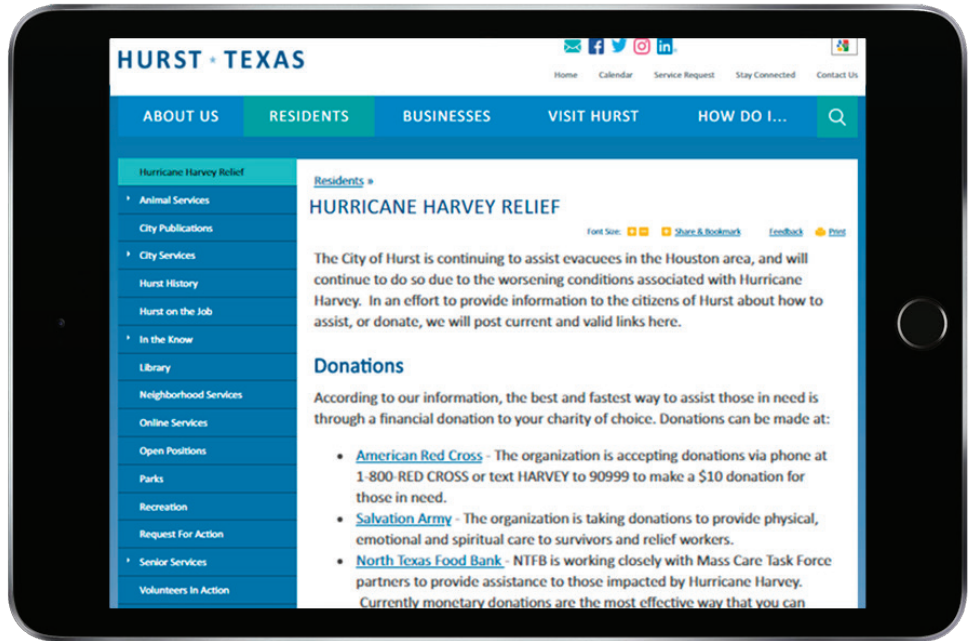 HURST * TEXAS
Home Calendar Service Request Stay Connected Contact Us
ABOUT US RESIDENTS BUSINESSES VISIT HURST HOW DO I...
Hurricane Harvey Relief
Animal Services
City Publications
City Services
Hurst History
Hurst on the Job
In the Know
Library
Neighborhood Services
Online Services
Open Positions
Parks
Recreation
Request For Action
Senior Services
Volunteers In Action
Residents »
HURRICANE HARVEY RELIEF
Font Size: + - + Share & Bookmark Feedback Print
The City of Hurst is continuing to assist evacuees in the Houston area, and will
continue to do so due to the worsening conditions associated with Hurricane
Harvey. In an effort to provide information to the citizens of Hurst about how to
assist, or donate, we will post current and valid links here.
Donations
According to our information, the best and fastest way to assist those in need is
through a financial donation to your charity of choice. Donations can be made at:
• American Red Cross - The organization is accepting donations via phone at
1-800-RED CROSS or text HARVEY to 90999 to make a $10 donation for
those in need.
• Salvation Army - The organization is taking donations to provide physical,
emotional and spiritual care to survivors and relief workers.
• North Texas Food Bank - NTFB is working closely with Mass Care Task Force
partners to provide assistance to those impacted by Hurricane Harvey.
Currently monetary donations are the most effective way that you can